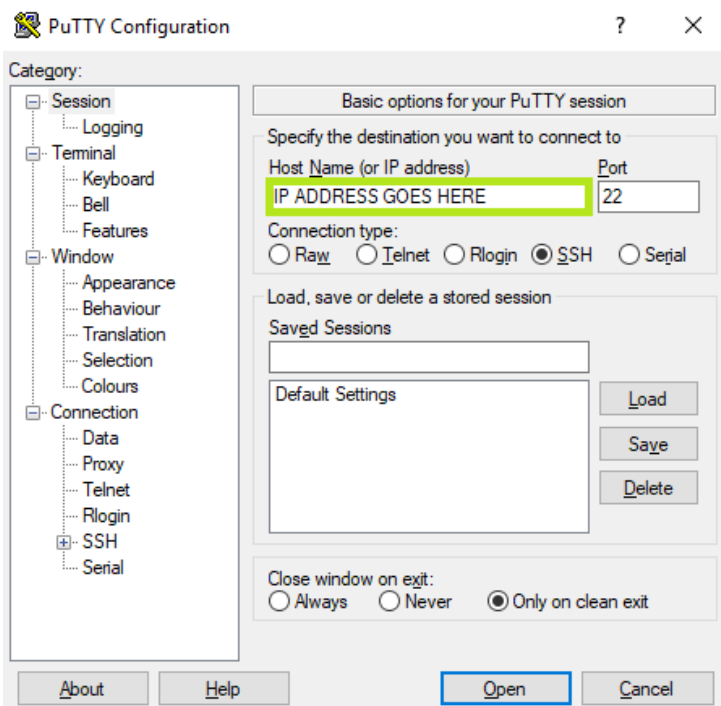 PuTTY Configuration
?
Category:
Session
Logging
Terminal
Keyboard
Bell
Features
Window
Appearance
Behaviour
Translation
Selection
Colours
Connection
Data
Proxy
Telnet
Rlogin
SSH
Serial
Basic options for your PuTTY session
Specify the destination you want to connect to
Host Name (or IP address) Port
IP ADDRESS GOES HERE 22
Connection type:
Raw Telnet Rlogin SSH Serial
Load, save or delete a stored session
Saved Sessions
Default Settings
Load
Save
Delete
Close window on exit:
Always Never Only on clean exit
About Help Open Cancel